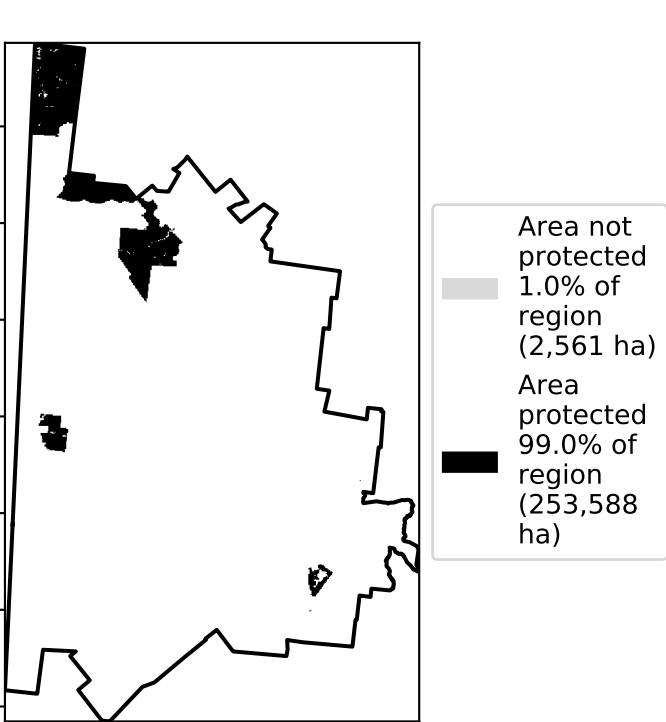 Area not
protected
1.0% of
region
(2,561 ha)
Area
protected
99.0% of
region
(253,588
ha)